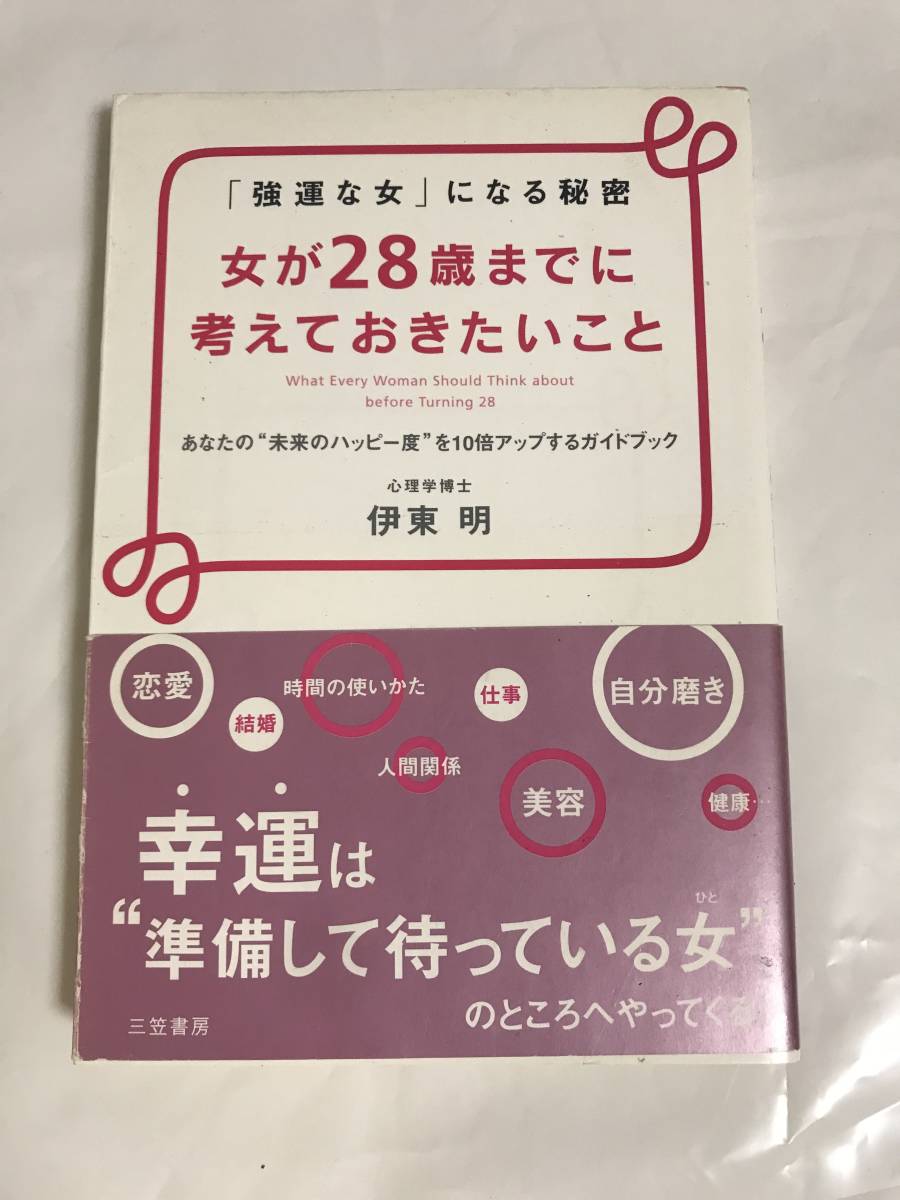 「強運な女」になる秘密
女が28歳までに
考えておきたいこと
What Every Woman Should Think about
before Turning 28
あなたの“未来のハッピー度”を10倍アップするガイドブック
心理学博士
伊東 明
恋愛
時間の使いかた
仕事
自分磨き
結婚
人間関係
美容
健康…
幸運は
“準備して待っている女”
ひと
のところへやってくる
三笠書房